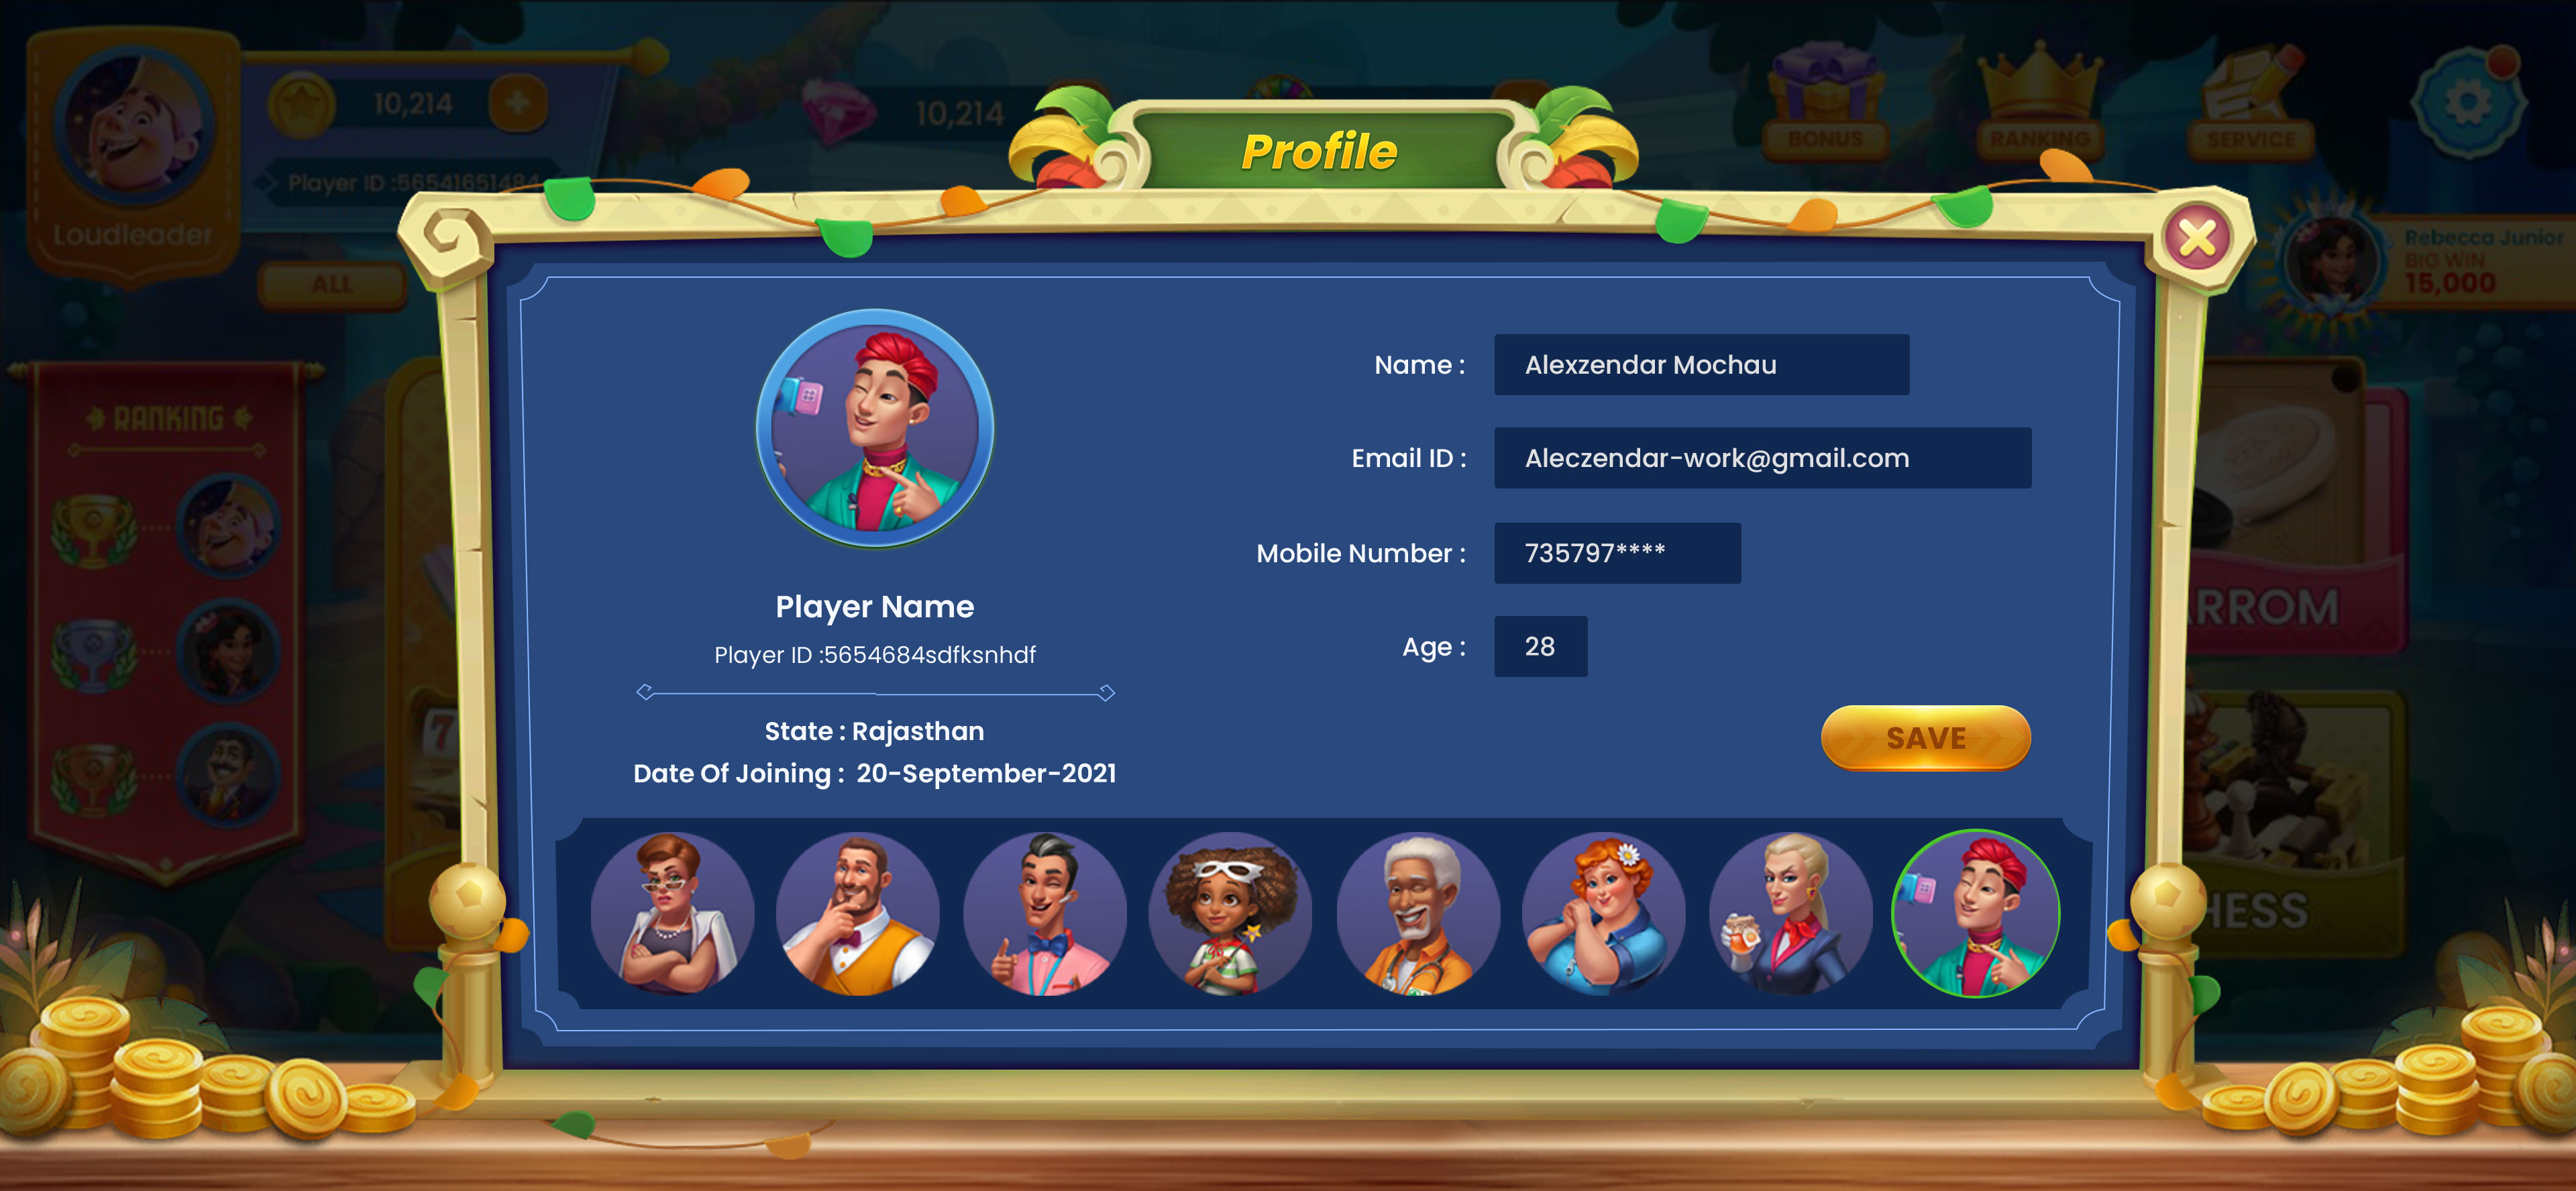 10,214
10,214
Player ID :56541651484
Loudleader
BONUS
RANKING
SERVICE
Profile
ALL
Rebecca Junior
BIG WIN
15,000
RANKING
Name : Alexzendar Mochau
Email ID : Aleczendar-work@gmail.com
Mobile Number : 735797****
Age : 28
Player Name
Player ID :5654684sdfksnhdf
State : Rajasthan
Date Of Joining : 20-September-2021
SAVE
RROM
7
HESS